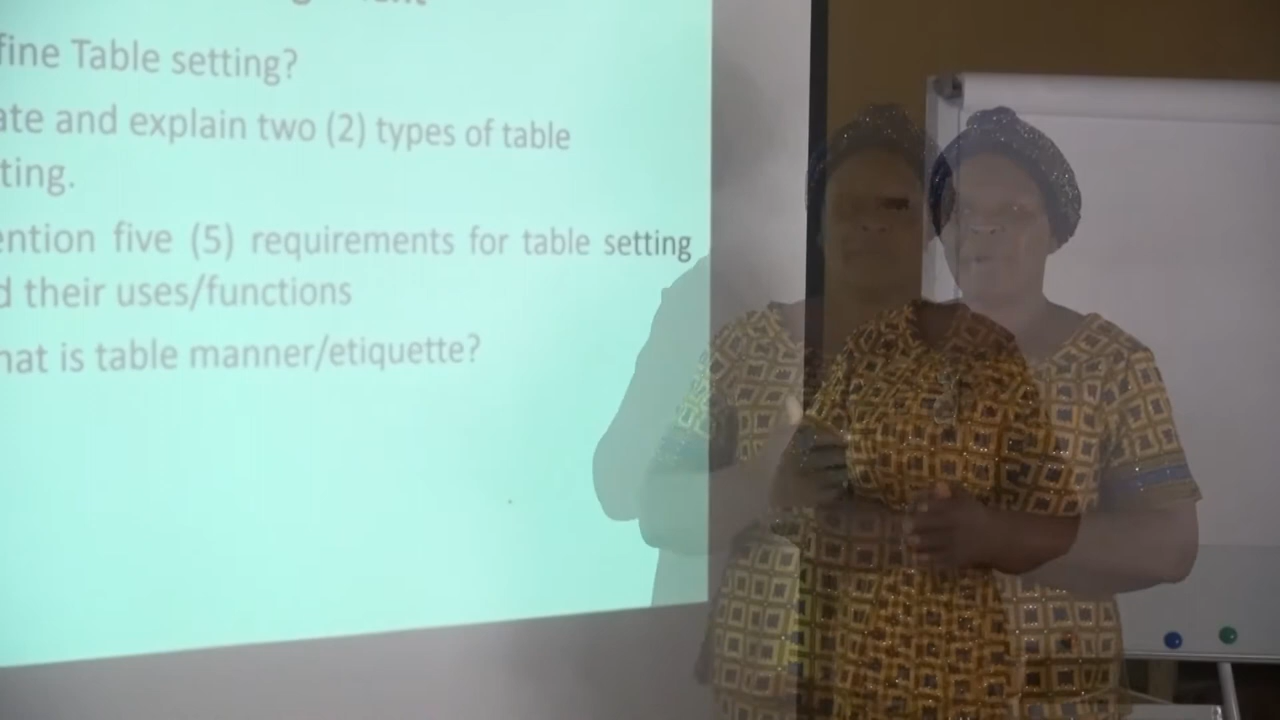 fine Table setting?
ate and explain two (2) types of table
ting.
ention five (5) requirements for table setting
d their uses/functions
hat is table manner/etiquette?